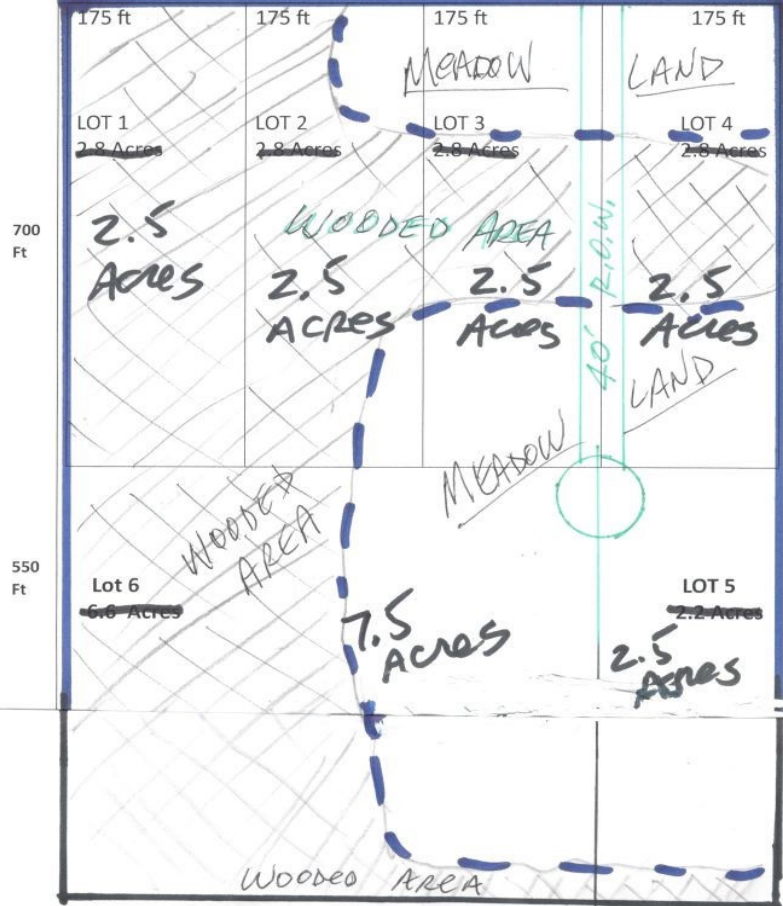 175 ft
175 ft
175 ft
175 ft
MEADOW LAND
LOT 1
2.8 Acres
LOT 2
2.8 Acres
LOT 3
2.8 Acres
LOT 4
2.8 Acres
700
Ft
WOODED AREA
40' R.O.W.
2.5
Acres
2.5
ACRES
2.5
Acres
2.5
Acres
MEADOW LAND
WOODED
AREA
550
Ft
Lot 6
6.6 Acres
LOT 5
2.2 Acres
7.5
Acres
2.5
Acres
WOODED AREA